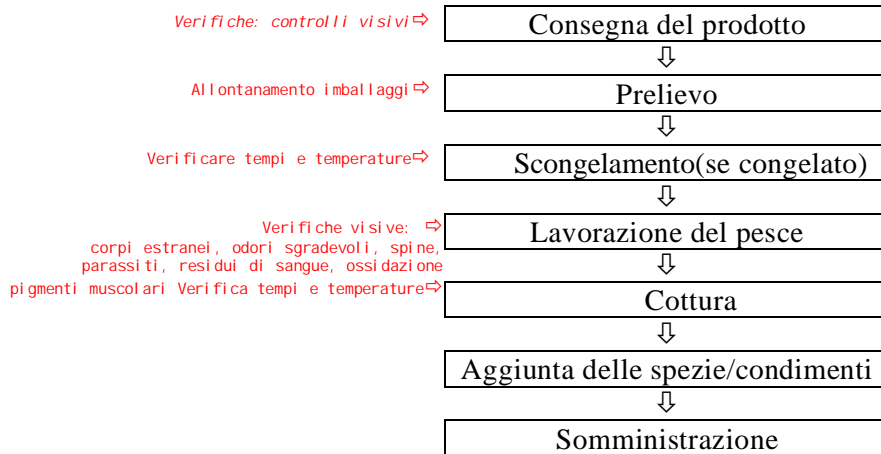 Verifiche: controlli visivi⇨ Consegna del prodotto
⇩
Allontanamento imballaggi⇨ Prelievo
⇩
Verificare tempi e temperature⇨ Scongelamento(se congelato)
⇩
Verifiche visive: ⇨ Lavorazione del pesce
corpi estranei, odori sgradevoli, spine,
parassiti, residui di sangue, ossidazione
⇩
pigmenti muscolari Verifica tempi e temperature⇨ Cottura
⇩
Aggiunta delle spezie/condimenti
⇩
Somministrazione